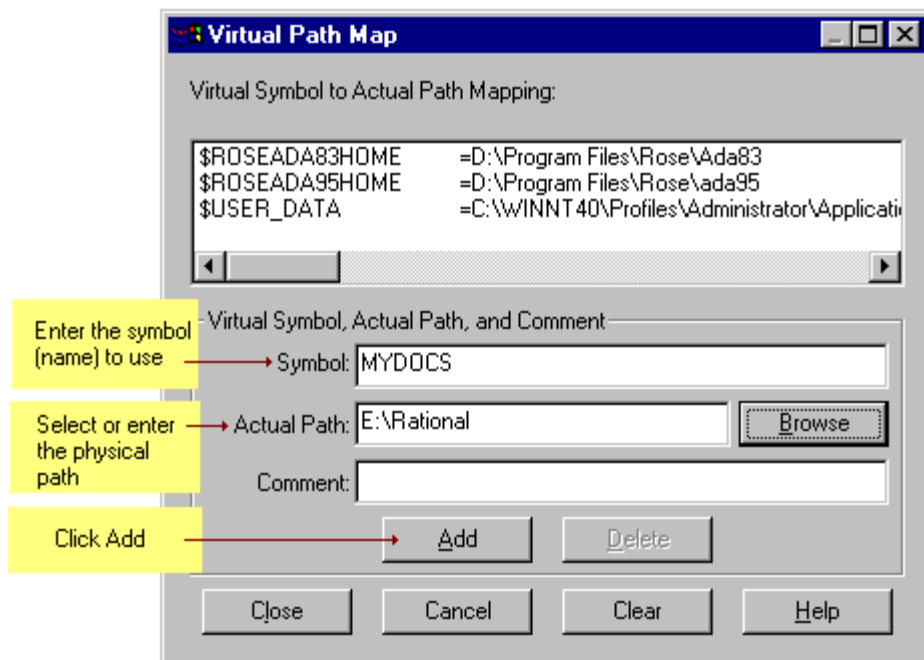 Virtual Path Map
Virtual Symbol to Actual Path Mapping:
$ROSEADA83HOME =D:\Program Files\Rose\Ada83
$ROSEADA95HOME =D:\Program Files\Rose\ada95
$USER_DATA =C:\WINNT40\Profiles\Administrator\Applicati
Virtual Symbol, Actual Path, and Comment
Enter the symbol
(name) to use
Symbol: MYDOCS
Select or enter
the physical
path
Actual Path: E:\Rational Browse
Comment:
Click Add
Add Delete
Close Cancel Clear Help